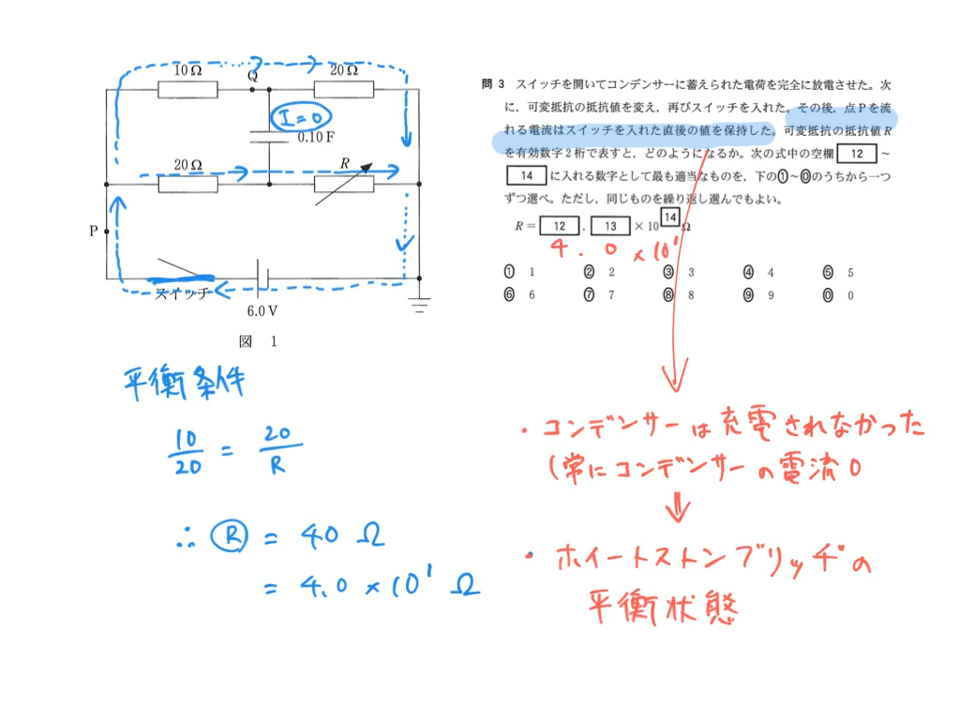 10Ω
Q
20Ω
I=0
0.10 F
20Ω
R
P
スイッチ
6.0 V
図 1
問 3 スイッチを開いてコンデンサーに蓄えられた電荷を完全に放電させた。次
に,可変抵抗の抵抗値を変え,再びスイッチを入れた。その後,点Pを流
れる電流はスイッチを入れた直後の値を保持した。可変抵抗の抵抗値 R
を有効数字2桁で表すと,どのようになるか。次の式中の空欄 12 ~
14 に入れる数字として最も適当なものを,下の①~⓪のうちから一つ
ずつ選べ。ただし,同じものを繰り返し選んでもよい。
R = 12 . 13 × 10^14 Ω
4. 0 × 10^1
① 1 ② 2 ③ 3 ④ 4 ⑤ 5
⑥ 6 ⑦ 7 ⑧ 8 ⑨ 9 ⓪ 0
平衡条件
10/20 = 20/R
∴ R = 40 Ω
= 4.0 × 10^1 Ω
・コンデンサーは充電されなかった
(常にコンデンサーの電流0
⇓
・ホイートストンブリッヂの
平衡状態